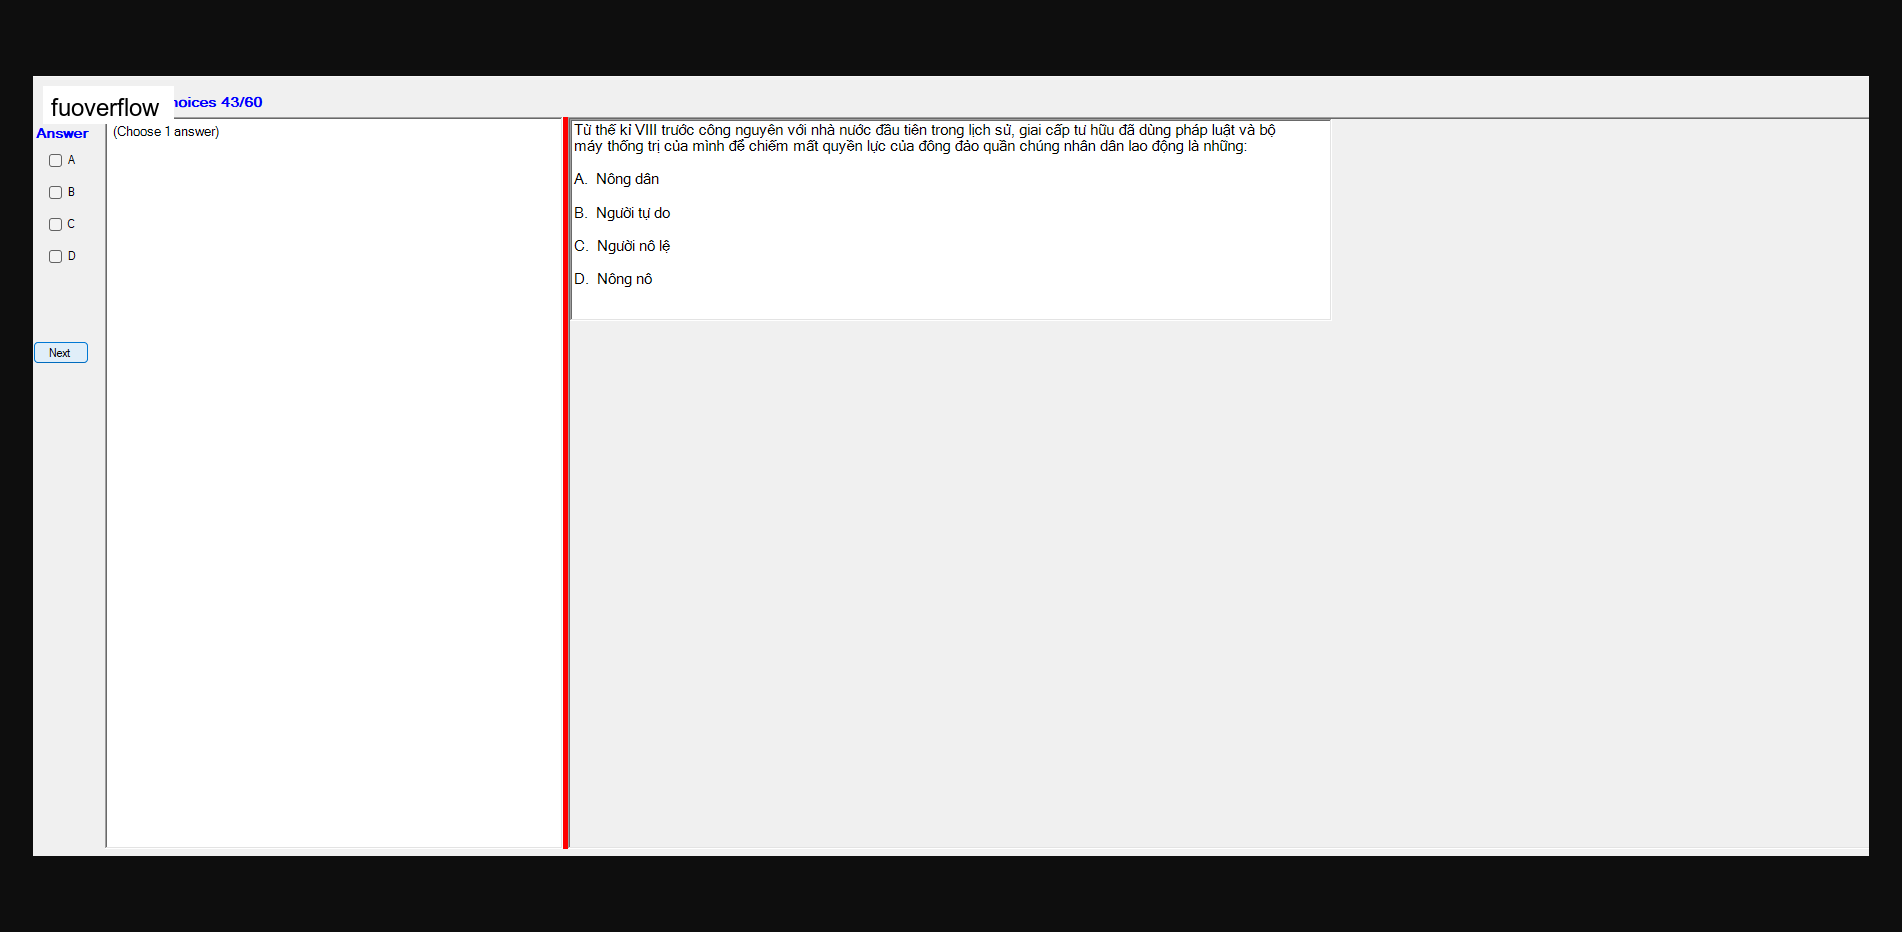 fuoverflow
hoices 43/60
Answer
(Choose 1 answer)
A
B
C
D
Next
Từ thế kỉ VIII trước công nguyên với nhà nước đầu tiên trong lịch sử, giai cấp tư hữu đã dùng pháp luật và bộ
máy thống trị của mình để chiếm mất quyền lực của đông đảo quần chúng nhân dân lao động là những:
A. Nông dân
B. Người tự do
C. Người nô lệ
D. Nông nô